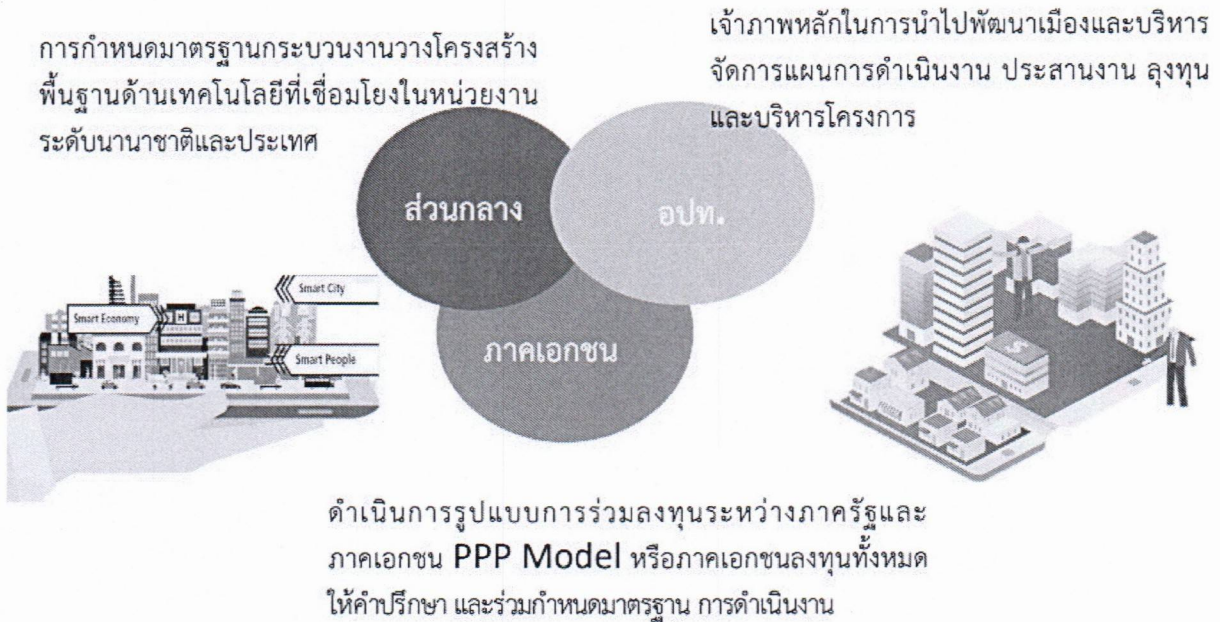 การกำหนดมาตรฐานกระบวนงานวางโครงสร้าง
พื้นฐานด้านเทคโนโลยีที่เชื่อมโยงในหน่วยงาน
ระดับนานาชาติและประเทศ
เจ้าภาพหลักในการนำไปพัฒนาเมืองและบริหาร
จัดการแผนการดำเนินงาน ประสานงาน ลงทุน
และบริหารโครงการ
ส่วนกลาง
อปท.
ภาคเอกชน
Smart City
Smart Economy
H
Smart People
$
ดำเนินการรูปแบบการร่วมลงทุนระหว่างภาครัฐและ
ภาคเอกชน PPP Model หรือภาคเอกชนลงทุนทั้งหมด
ให้คำปรึกษา และร่วมกำหนดมาตรฐาน การดำเนินงาน